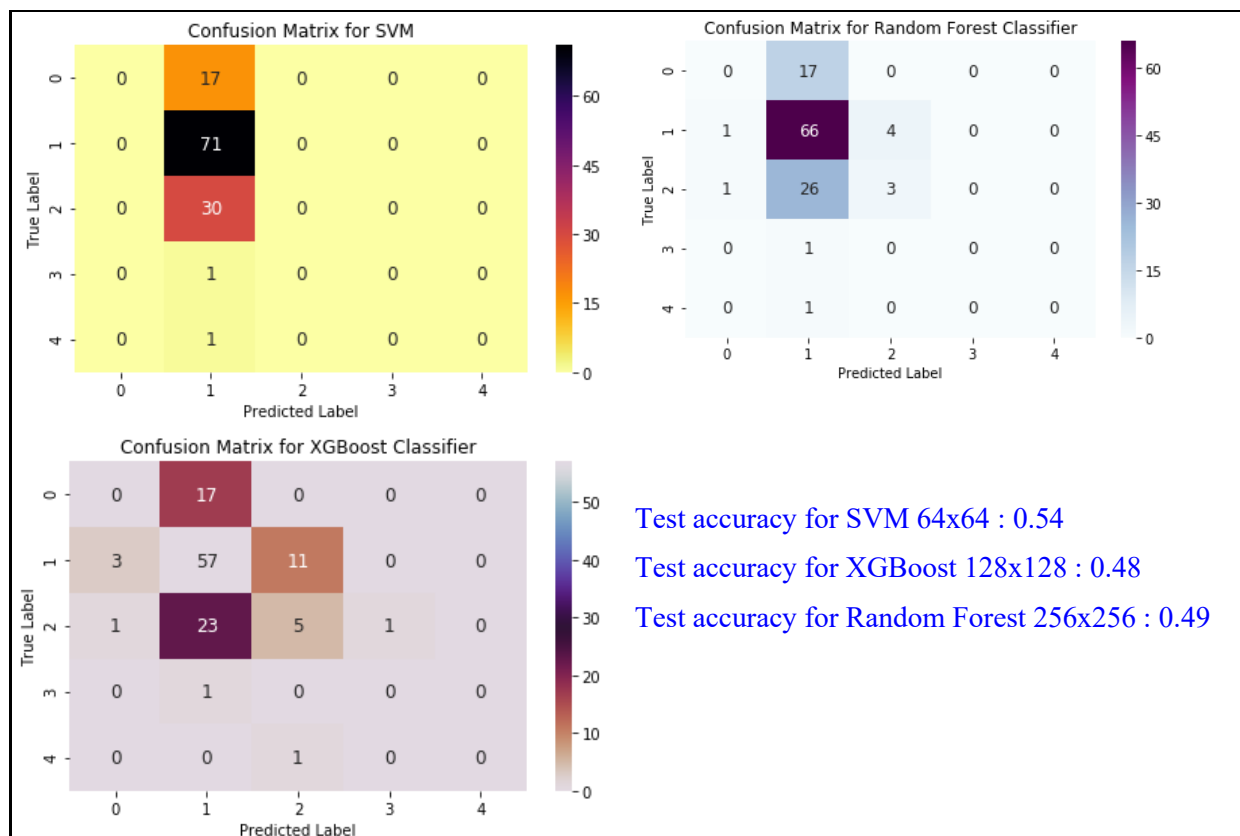 Confusion Matrix for SVM
True Label
0 0 17 0 0 0
1 0 71 0 0 0
2 0 30 0 0 0
3 0 1 0 0 0
4 0 1 0 0 0
0 1 2 3 4
Predicted Label
60
45
30
15
0
Confusion Matrix for Random Forest Classifier
True Label
0 0 17 0 0 0
1 1 66 4 0 0
2 1 26 3 0 0
3 0 1 0 0 0
4 0 1 0 0 0
0 1 2 3 4
Predicted Label
60
45
30
15
0
Confusion Matrix for XGBoost Classifier
True Label
0 0 17 0 0 0
1 3 57 11 0 0
2 1 23 5 1 0
3 0 1 0 0 0
4 0 0 1 0 0
0 1 2 3 4
Predicted Label
50
40
30
20
10
0
Test accuracy for SVM 64x64 : 0.54
Test accuracy for XGBoost 128x128 : 0.48
Test accuracy for Random Forest 256x256 : 0.49